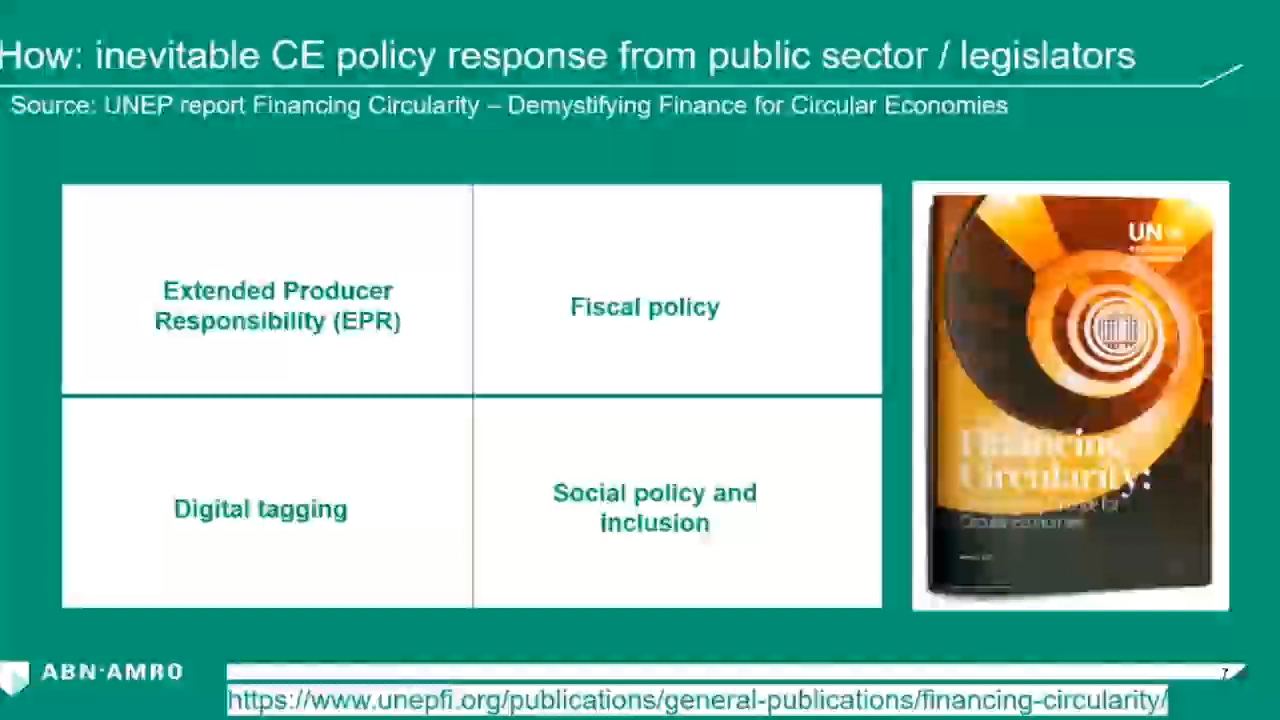 How: inevitable CE policy response from public sector / legislators
Source: UNEP report Financing Circularity – Demystifying Finance for Circular Economies
Extended Producer
Responsibility (EPR)
Fiscal policy
Digital tagging
Social policy and
inclusion
UN
Financing
Circularity:
ABN·AMRO
7
https://www.unepfi.org/publications/general-publications/financing-circularity/